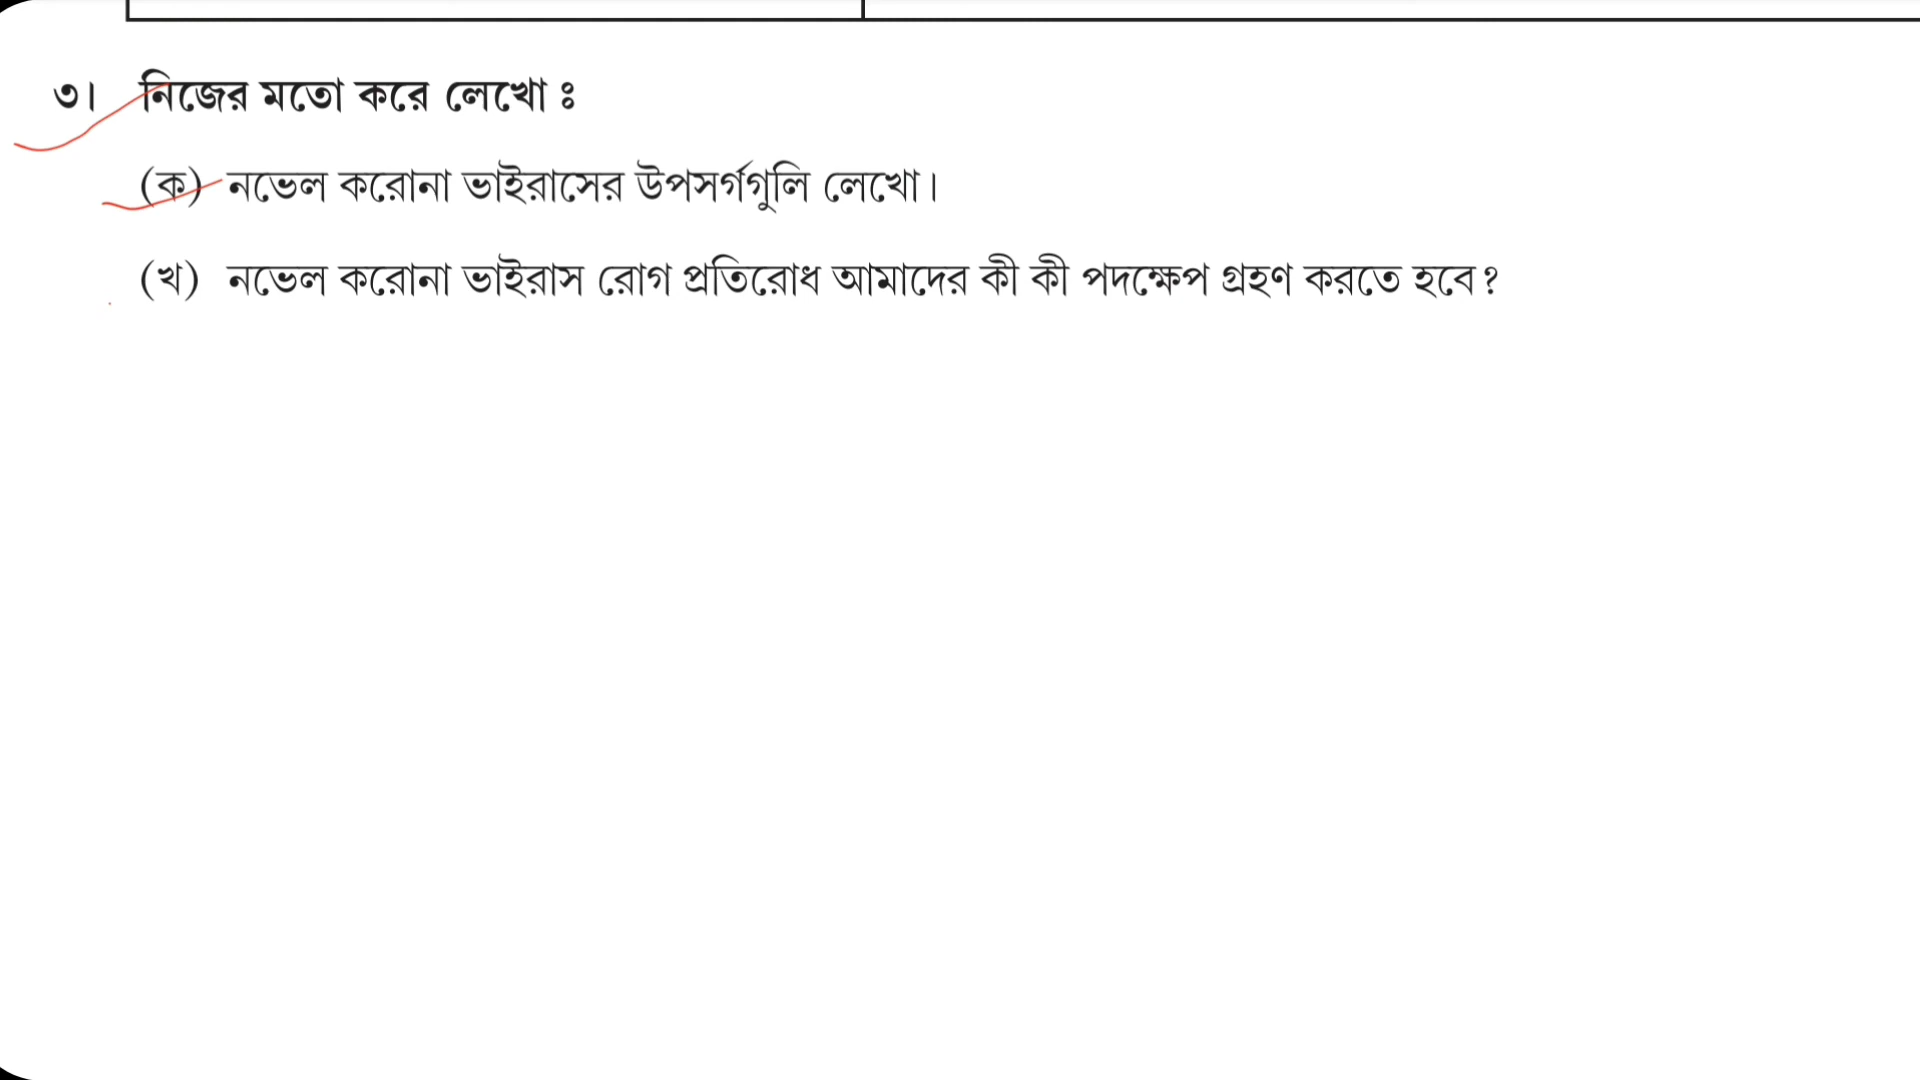 ৩। নিজের মতো করে লেখো ঃ
(ক) নভেল করোনা ভাইরাসের উপসর্গগুলি লেখো।
(খ) নভেল করোনা ভাইরাস রোগ প্রতিরোধ আমাদের কী কী পদক্ষেপ গ্রহণ করতে হবে?